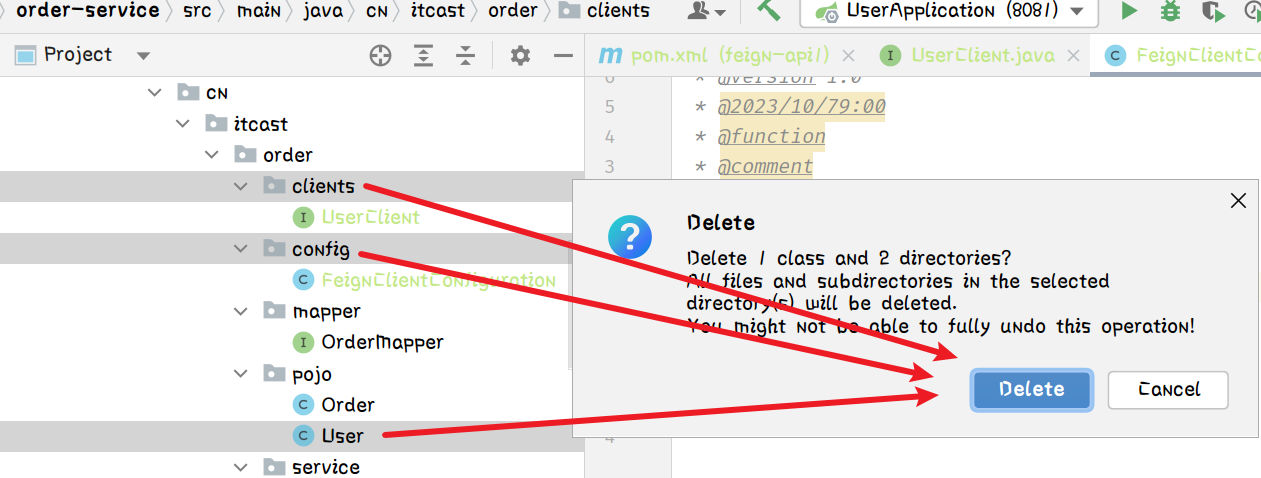 order-service src main java cn itcast order clients UserApplication (8081)
Project
pom.xml (feign-api1) UserClient.java FeignClientCo
cn
itcast
order
clients
UserClient
config
FeignClientConfiguration
mapper
OrderMapper
pojo
Order
User
service
6 * @version 1.0
5 * @2023/10/79:00
4 * @function
3 * @comment
Delete
Delete 1 class and 2 directories?
All files and subdirectories in the selected
directory(s) will be deleted.
You might not be able to fully undo this operation!
Delete Cancel
4